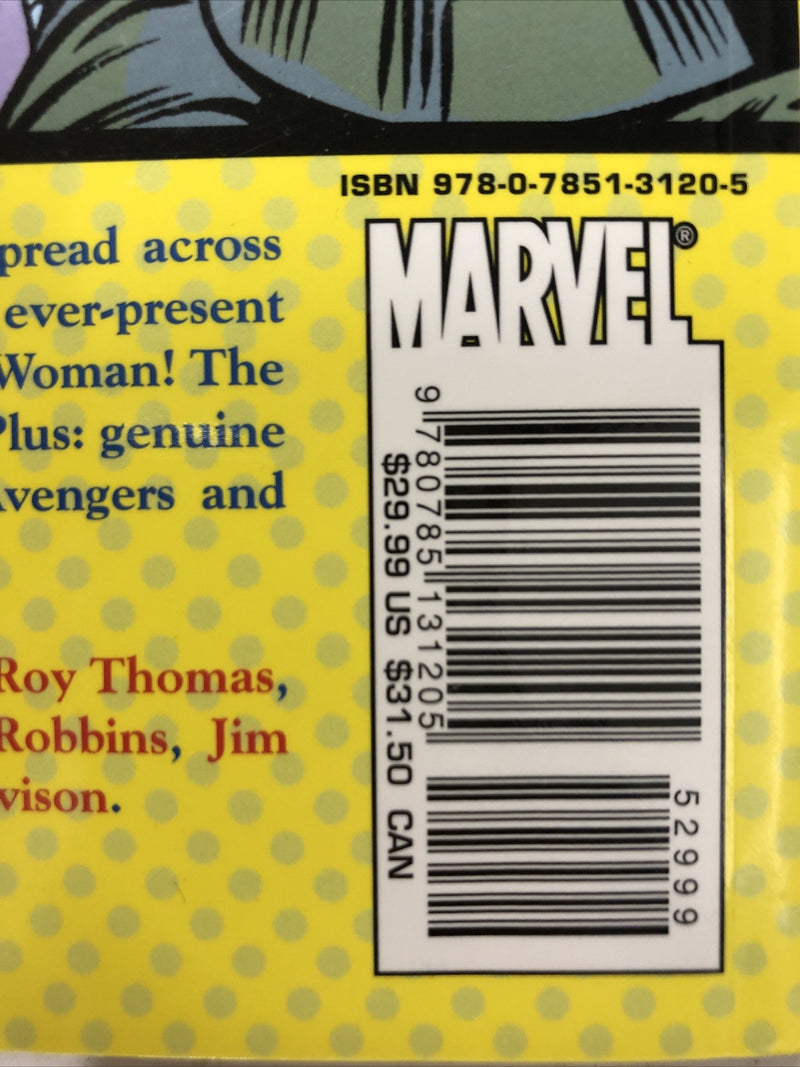 ISBN 978-0-7851-3120-5
MARVEL®
pread across
ever-present
Woman! The
Plus: genuine
Avengers and
Roy Thomas,
Robbins, Jim
vison.
9 780785 131205
$29.99 US $31.50 CAN
52999